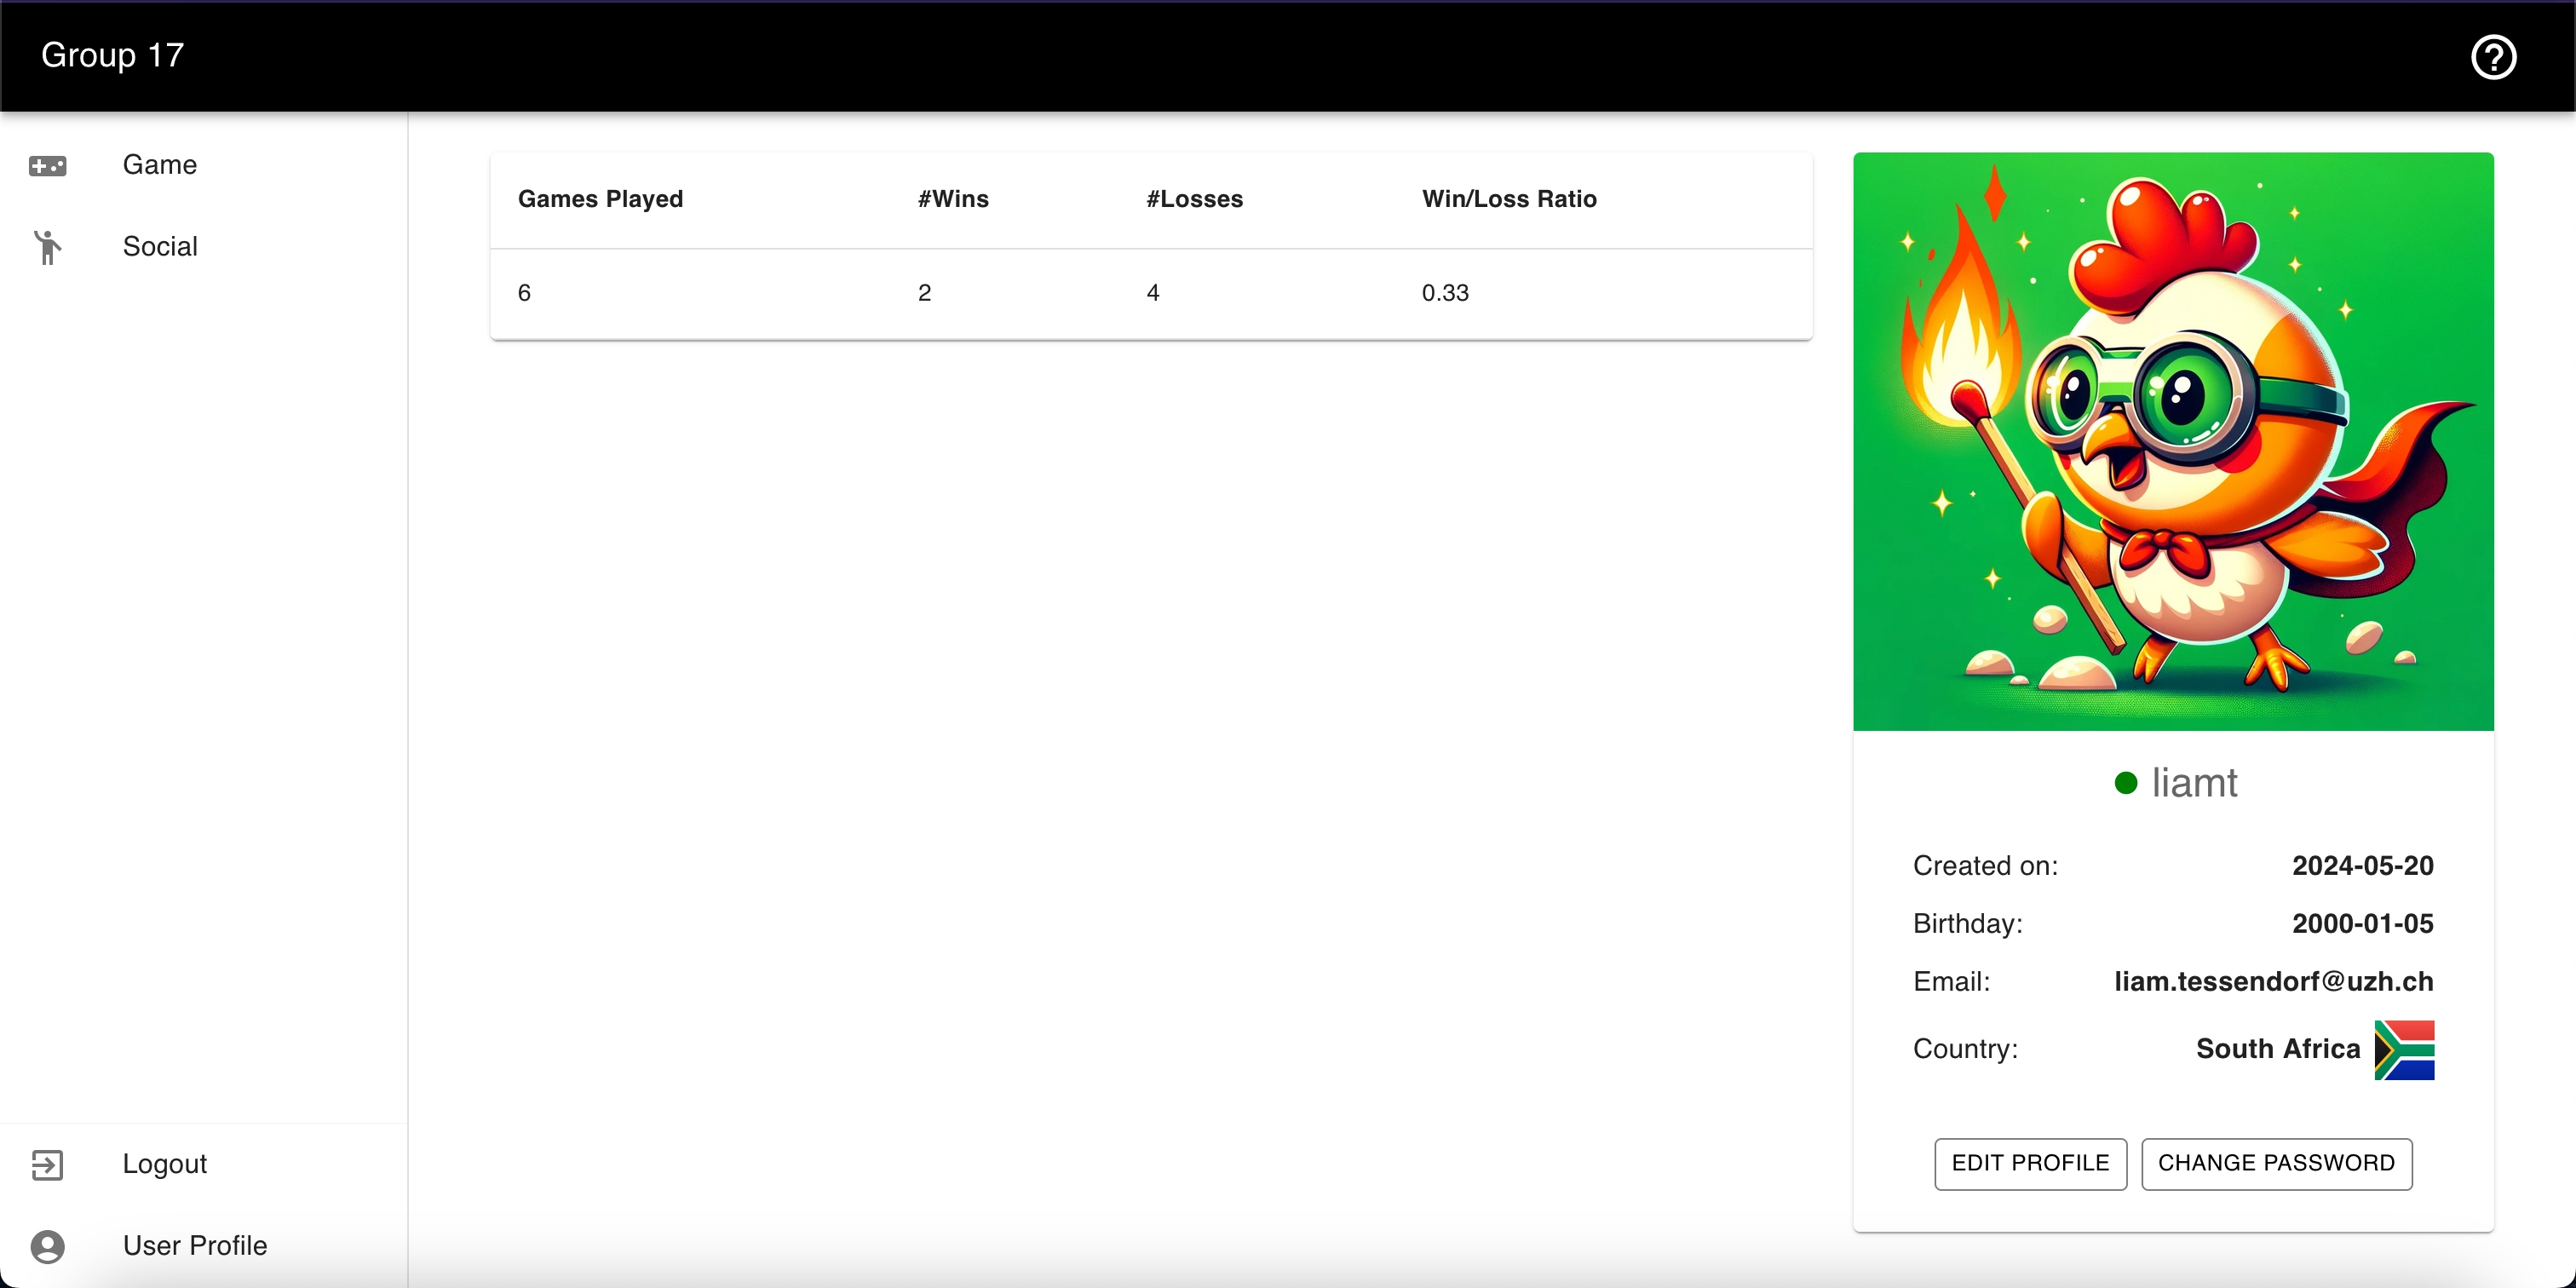 Group 17
Game
Social
Games Played #Wins #Losses Win/Loss Ratio
6 2 4 0.33
liamt
Created on: 2024-05-20
Birthday: 2000-01-05
Email: liam.tessendorf@uzh.ch
Country: South Africa
EDIT PROFILE CHANGE PASSWORD
Logout
User Profile